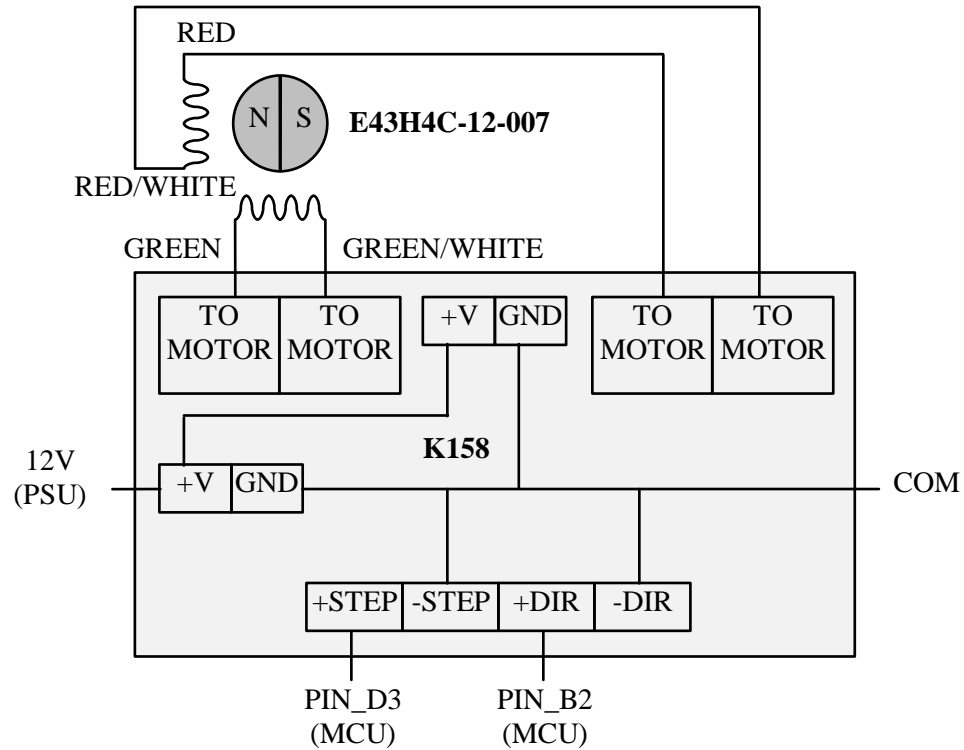 RED
N S
E43H4C-12-007
RED/WHITE
GREEN
GREEN/WHITE
TO
MOTOR
TO
MOTOR
+V
GND
TO
MOTOR
TO
MOTOR
K158
12V
(PSU)
+V
GND
COM
+STEP
-STEP
+DIR
-DIR
PIN_D3
(MCU)
PIN_B2
(MCU)